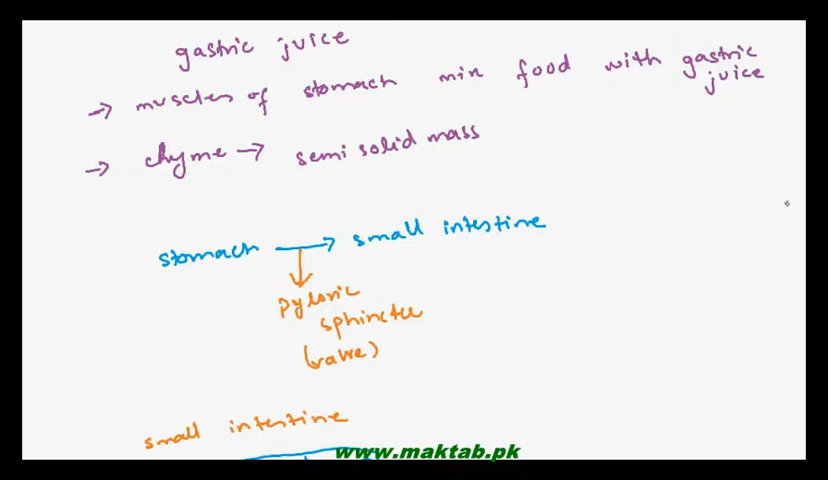 gastric juice
→ muscles of stomach mix food with gastric juice
→ chyme → semi solid mass
stomach → small intestine
pyloric
sphincter
(valve)
small intestine
www.maktab.pk